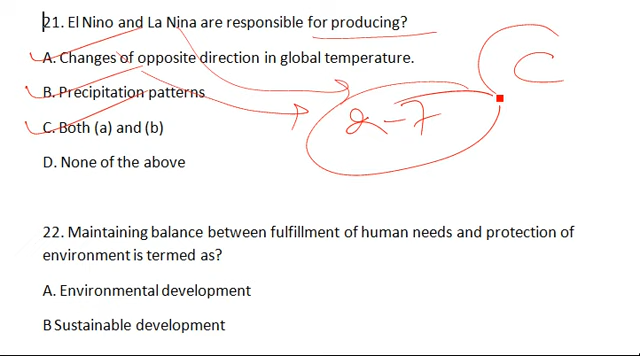 21. El Nino and La Nina are responsible for producing?
A. Changes of opposite direction in global temperature.
B. Precipitation patterns
C. Both (a) and (b)
2-7
C
D. None of the above
22. Maintaining balance between fulfillment of human needs and protection of
environment is termed as?
A. Environmental development
B Sustainable development